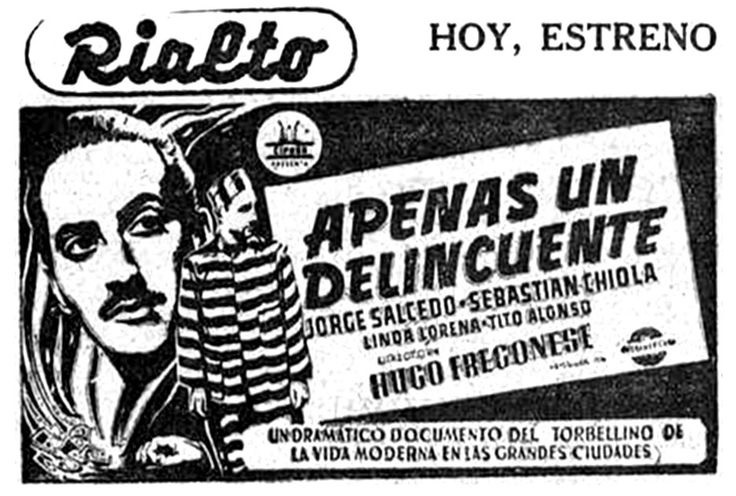 Rialto
HOY, ESTRENO
PRESENTA
APENAS UN
DELINCUENTE
JORGE SALCEDO-SEBASTIAN CHIOLA
LINDA LORENA-TITO ALONSO
HUGO FREGONESE
UN DRAMATICO DOCUMENTO DEL TORBELLINO DE
LA VIDA MODERNA EN LAS GRANDES CIUDADES